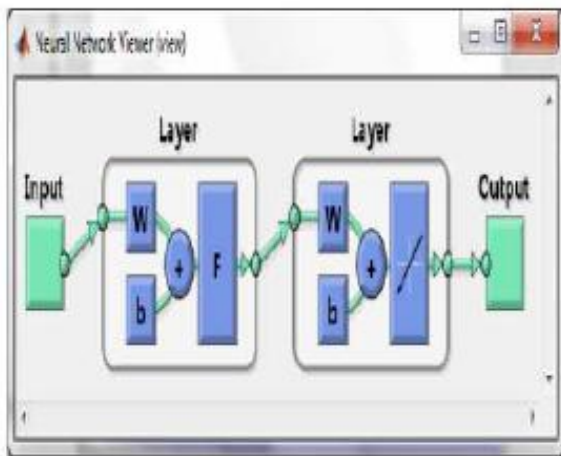 Neural Network Viewer (view)
Layer Layer
Input Output
W F W
+ +
b b